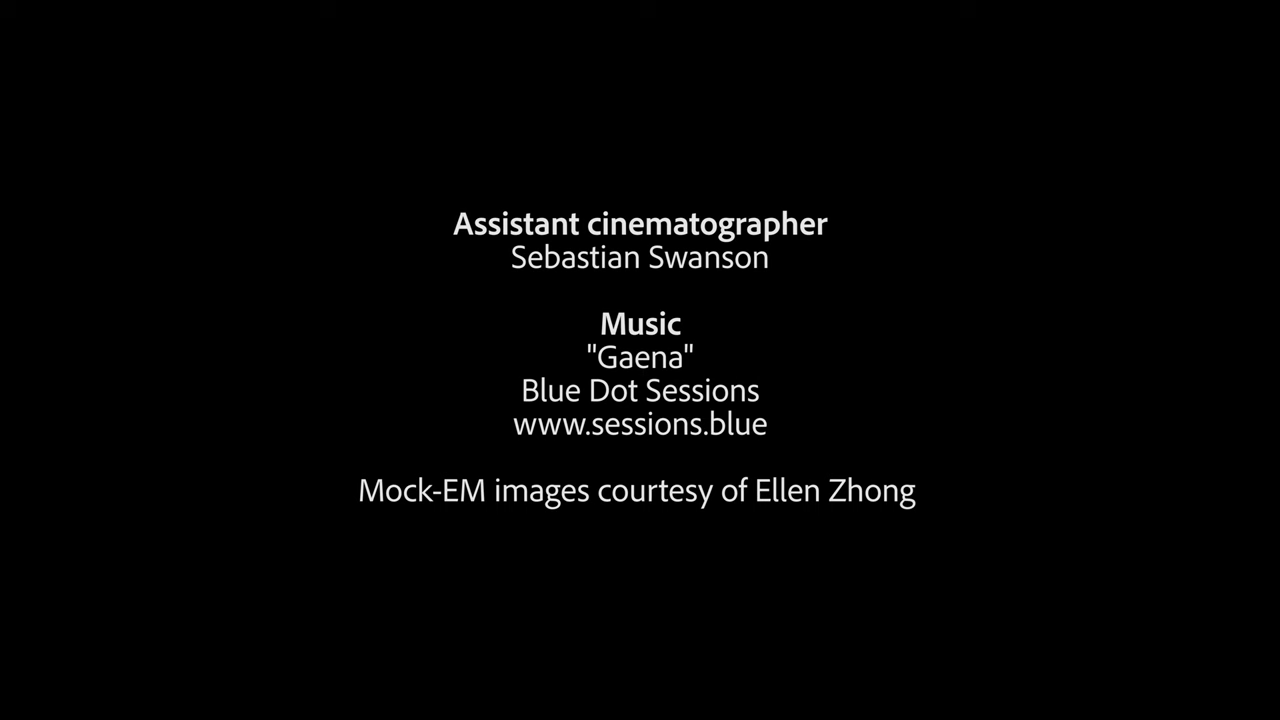 Assistant cinematographer
Sebastian Swanson
Music
"Gaena"
Blue Dot Sessions
www.sessions.blue
Mock-EM images courtesy of Ellen Zhong